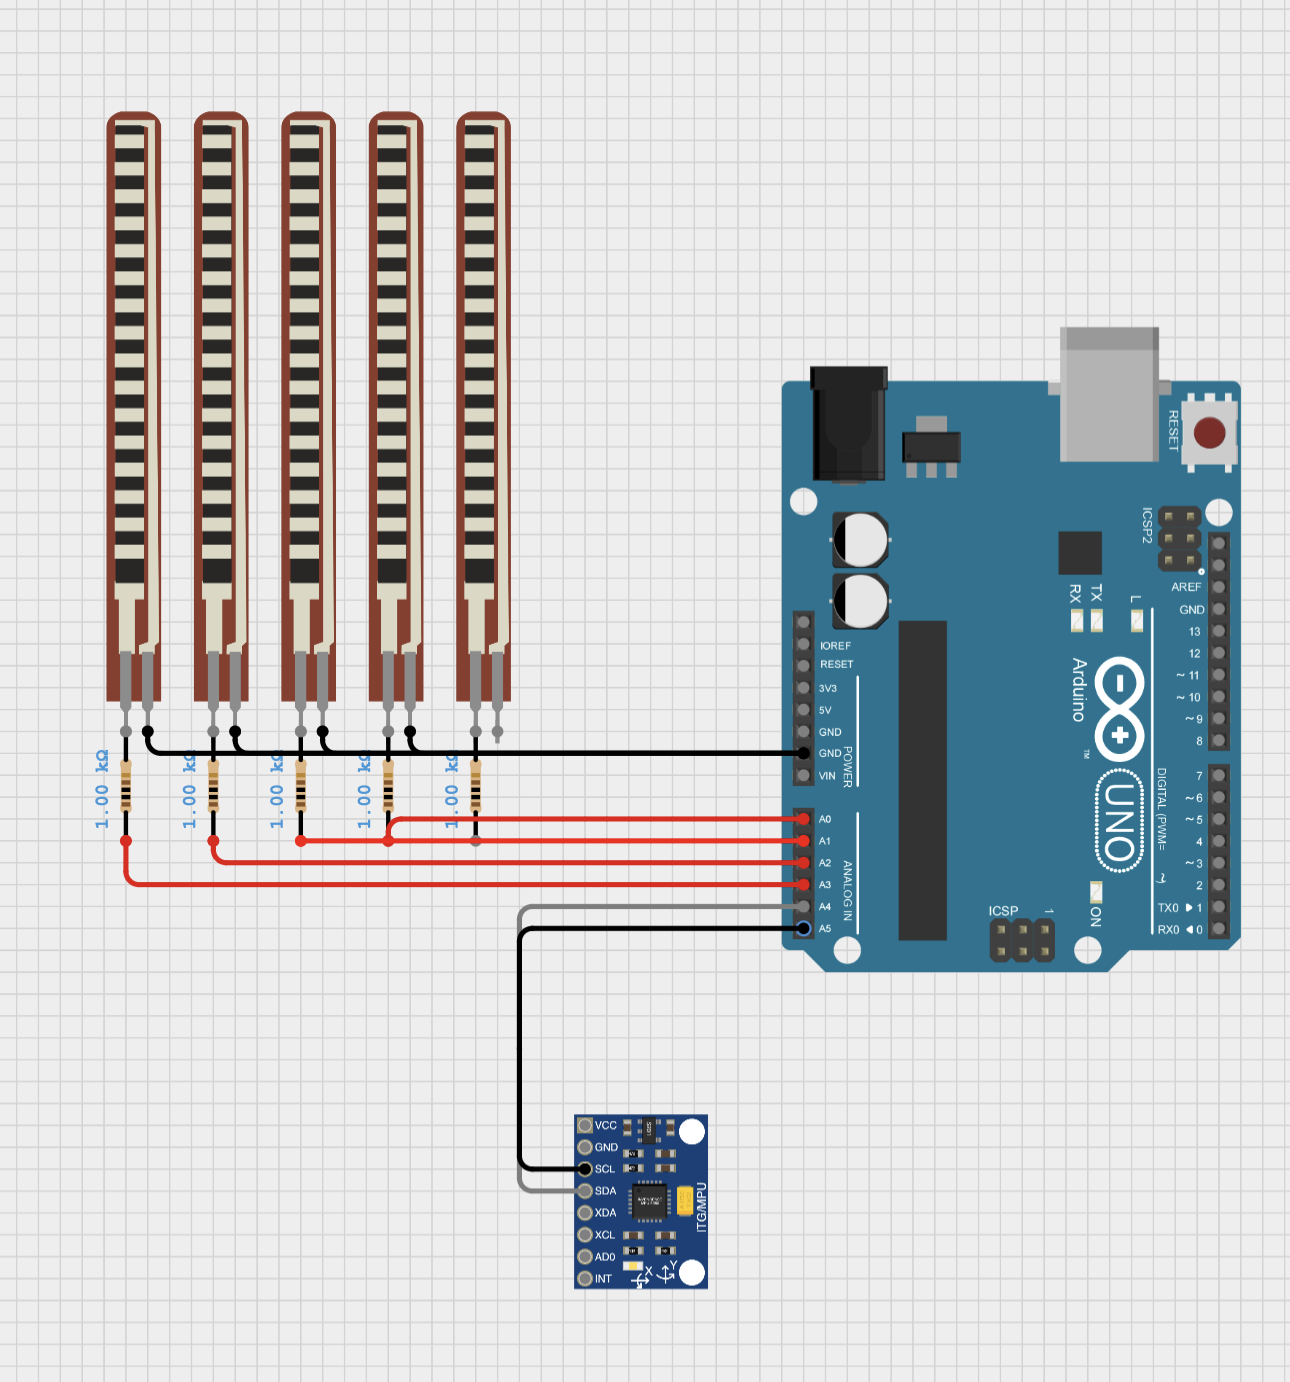 1.00 kΩ
1.00 kΩ
1.00 kΩ
1.00 kΩ
1.00 kΩ
RESET
ICSP2
AREF
GND
13
12
~ 11
~ 10
~ 9
8
RX
TX
L
Arduino
TM
UNO
IOREF
RESET
3V3
5V
GND
GND
VIN
POWER
A0
A1
A2
A3
A4
A5
ANALOG IN
7
~ 6
~ 5
4
~ 3
2
TX0 ▶ 1
RX0 ◀ 0
DIGITAL (PWM= ~)
ICSP
1
ON
VCC
GND
SCL
SDA
XDA
XCL
AD0
INT
ITG/MPU
X
Y